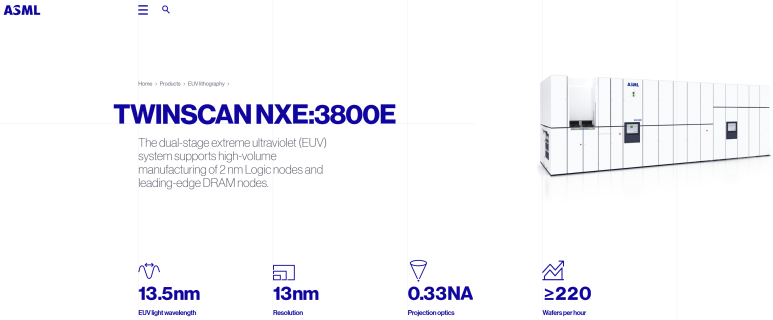 ASML
Home > Products > EUV lithography >
TWINSCAN NXE:3800E
The dual-stage extreme ultraviolet (EUV)
system supports high-volume
manufacturing of 2 nm Logic nodes and
leading-edge DRAM nodes.
ASML
13.5nm
EUV light wavelength
13nm
Resolution
0.33NA
Projection optics
≥220
Wafers per hour